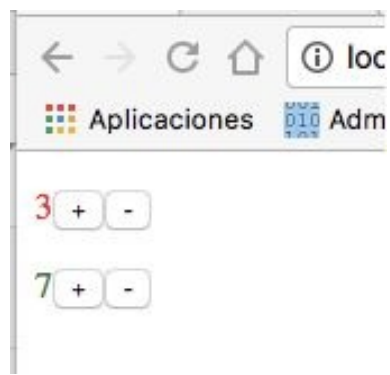 loc
Aplicaciones Adm
3 + -
7 + -